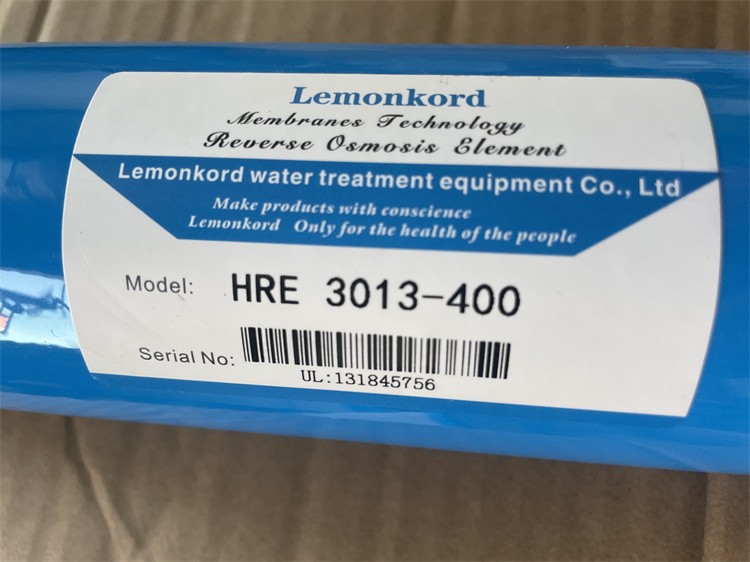 Lemonkord
Membranes Technology
Reverse Osmosis Element
Lemonkord water treatment equipment Co., Ltd
Make products with conscience
Lemonkord Only for the health of the people
Model: HRE 3013-400
Serial No:
UL:131845756